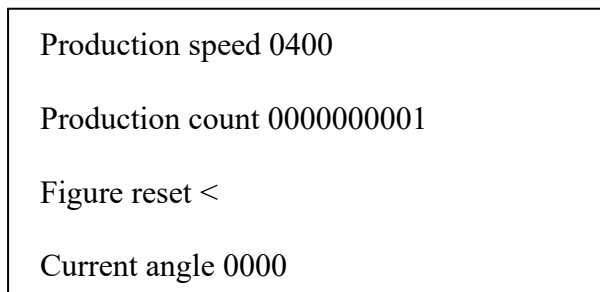 Production speed 0400
Production count 0000000001
Figure reset <
Current angle 0000